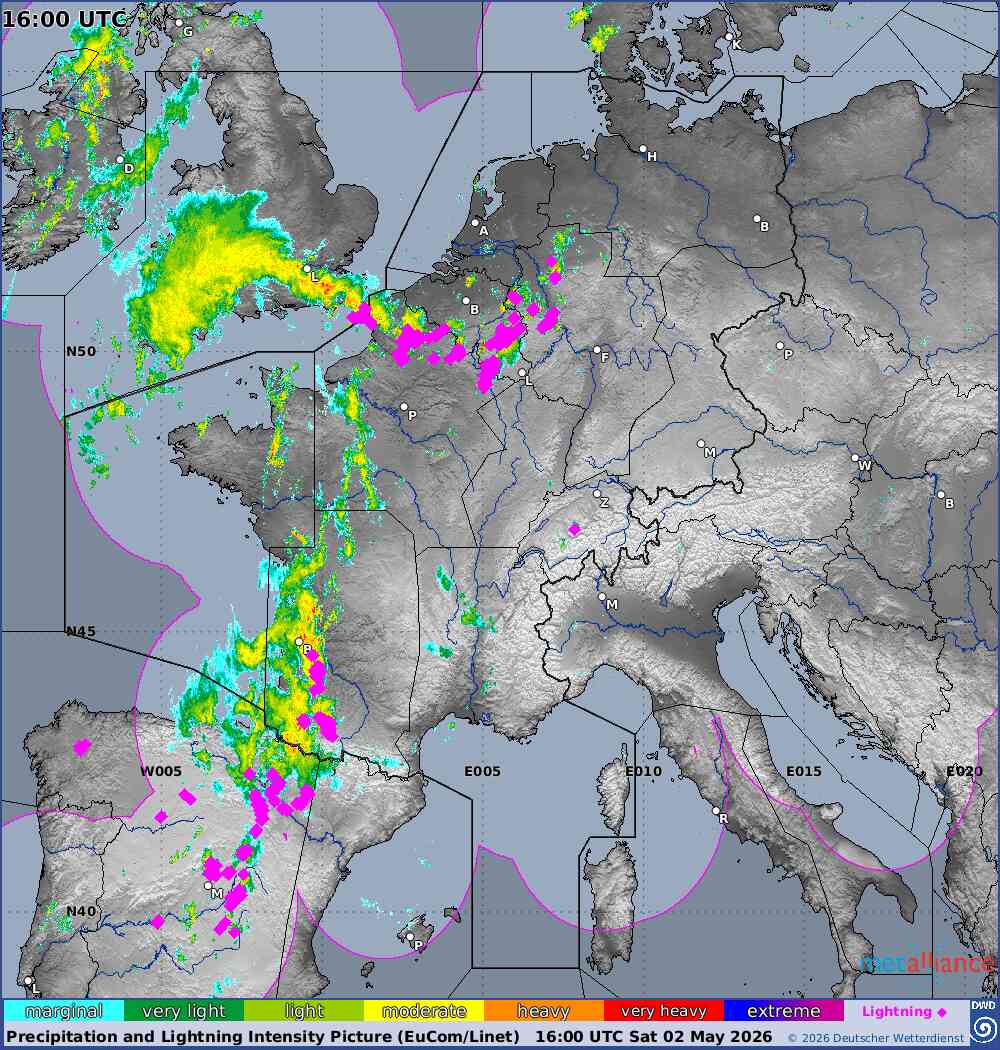 16:00 UTC
G
K
D
H
A
B
L
B
N50
F
P
L
P
M
W
B
Z
M
N45
B
W005
E005
E010
E015
E020
R
M
N40
P
L
metalliance
marginal very light light moderate heavy very heavy extreme Lightning
DWD
Precipitation and Lightning Intensity Picture (EuCom/Linet) 16:00 UTC Sat 02 May 2026 © 2026 Deutscher Wetterdienst